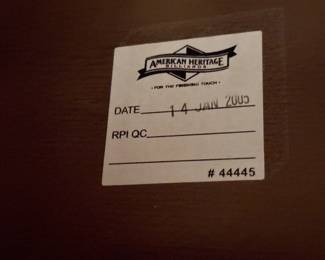 AMERICAN HERITAGE
BILLIARDS
• FOR THE FINISHING TOUCH •
DATE 14 JAN 2005
RPI QC
# 44445